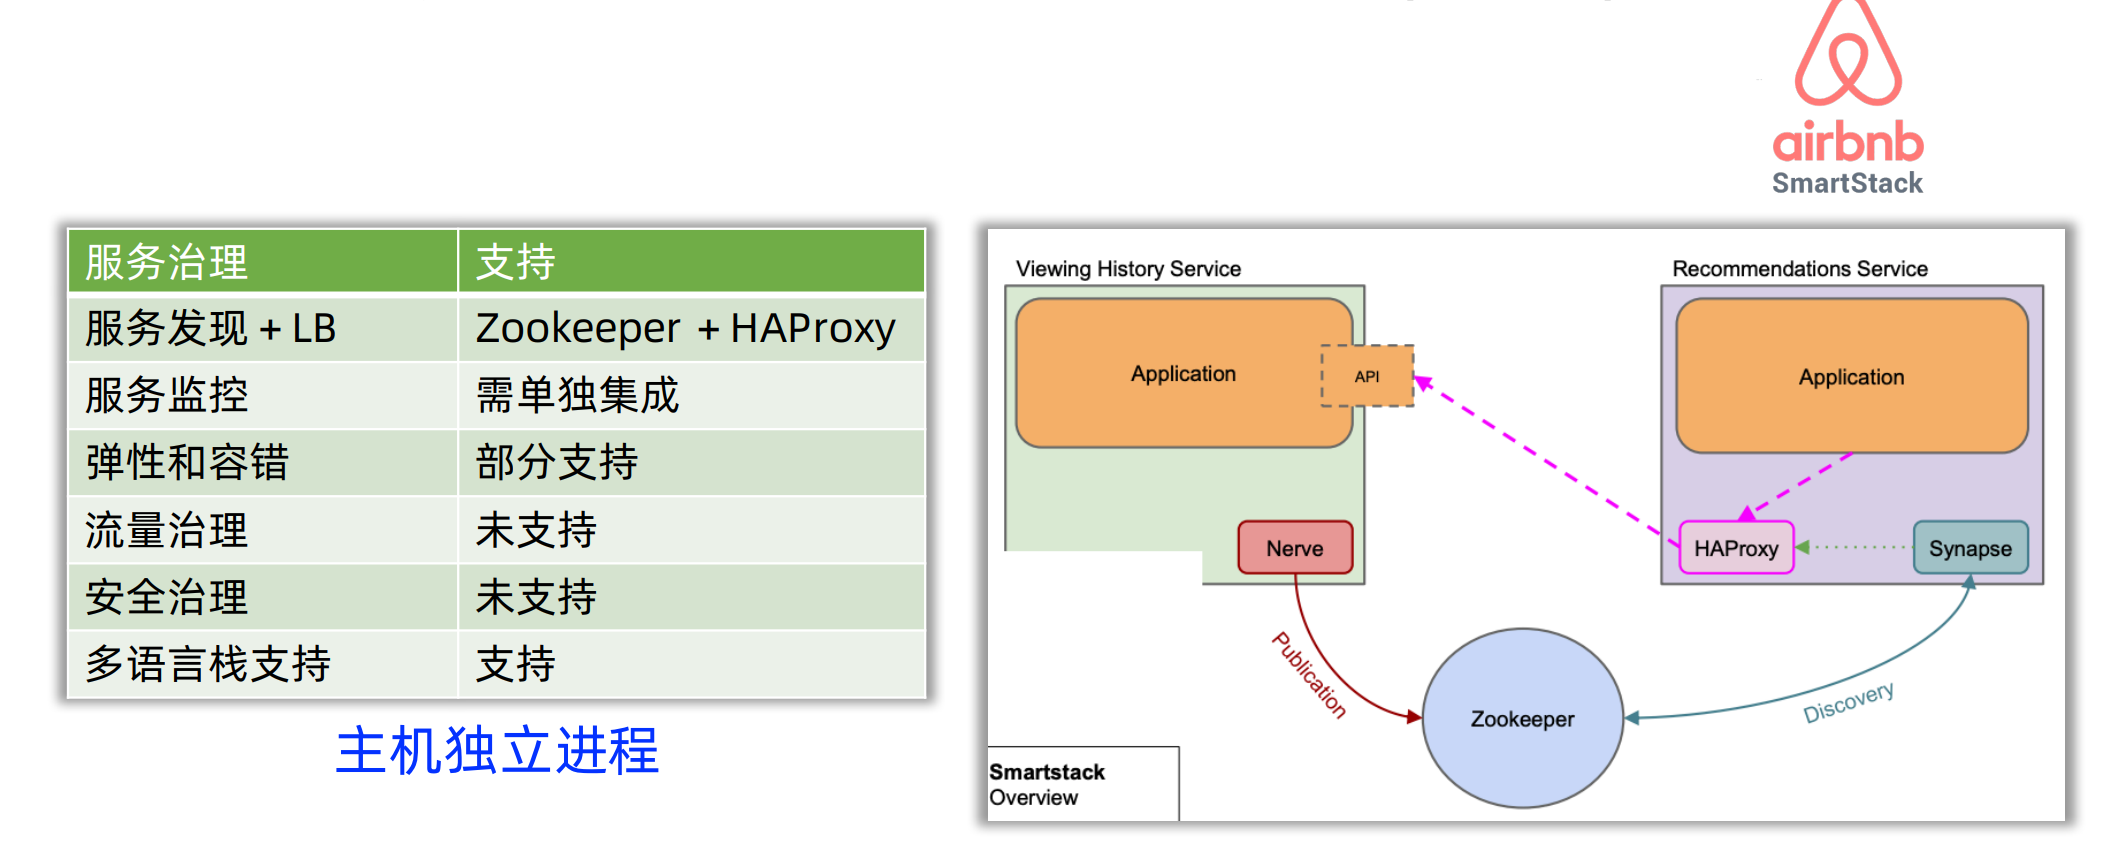 airbnb
SmartStack
服务治理 支持
服务发现 + LB Zookeeper + HAProxy
服务监控 需单独集成
弹性和容错 部分支持
流量治理 未支持
安全治理 未支持
多语言栈支持 支持
主机独立进程
Viewing History Service
Recommendations Service
Application
API
Application
Nerve
HAProxy
Synapse
Publication
Zookeeper
Discovery
Smartstack
Overview